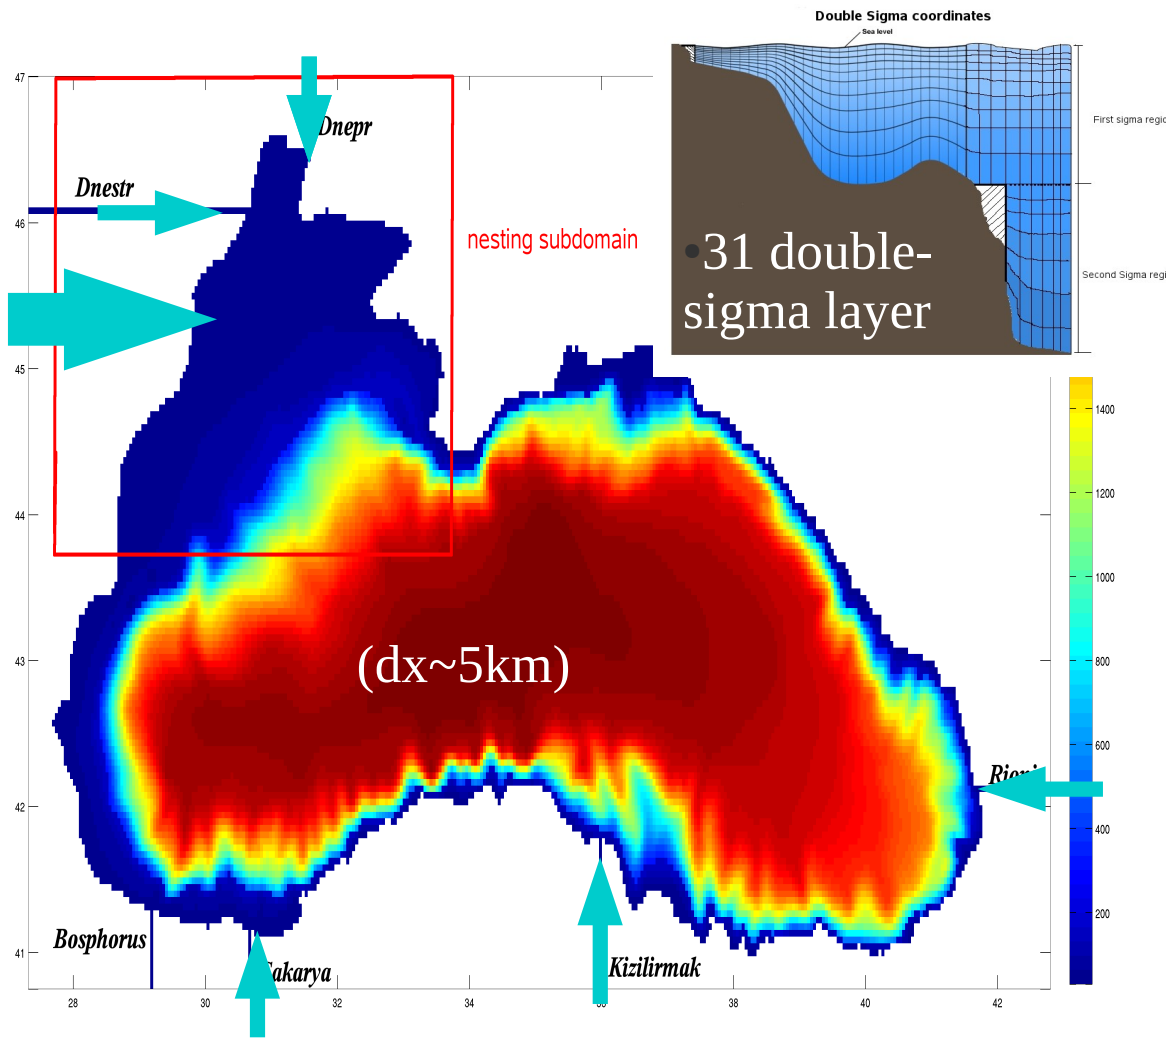 Double Sigma coordinates
Sea level
First sigma regio
Second Sigma regi
•31 double-
sigma layer
47
46
45
44
43
42
41
Dnepr
Dnestr
nesting subdomain
(dx~5km)
Rioni
Bosphorus
Sakarya
Kizilirmak
28
30
32
34
38
40
42
1400
1200
1000
800
600
400
200